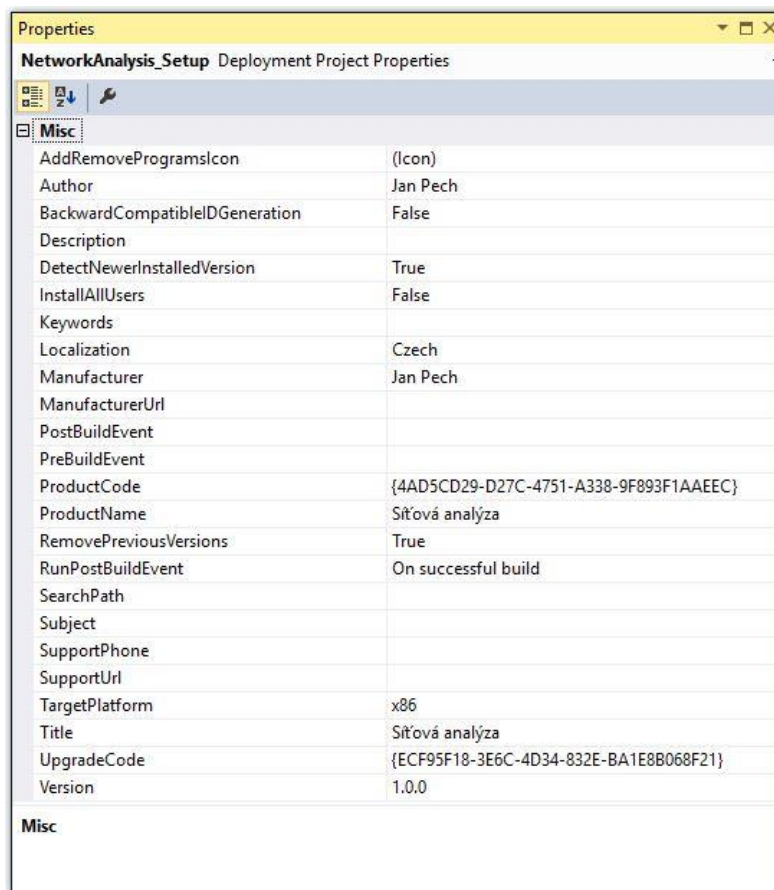 Properties
NetworkAnalysis_Setup Deployment Project Properties
Misc
AddRemoveProgramsIcon (Icon)
Author Jan Pech
BackwardCompatibleIDGeneration False
Description
DetectNewerInstalledVersion True
InstallAllUsers False
Keywords
Localization Czech
Manufacturer Jan Pech
ManufacturerUrl
PostBuildEvent
PreBuildEvent
ProductCode {4AD5CD29-D27C-4751-A338-9F893F1AAEEC}
ProductName Síťová analýza
RemovePreviousVersions True
RunPostBuildEvent On successful build
SearchPath
Subject
SupportPhone
SupportUrl
TargetPlatform x86
Title Síťová analýza
UpgradeCode {ECF95F18-3E6C-4D34-832E-BA1E8B068F21}
Version 1.0.0
Misc